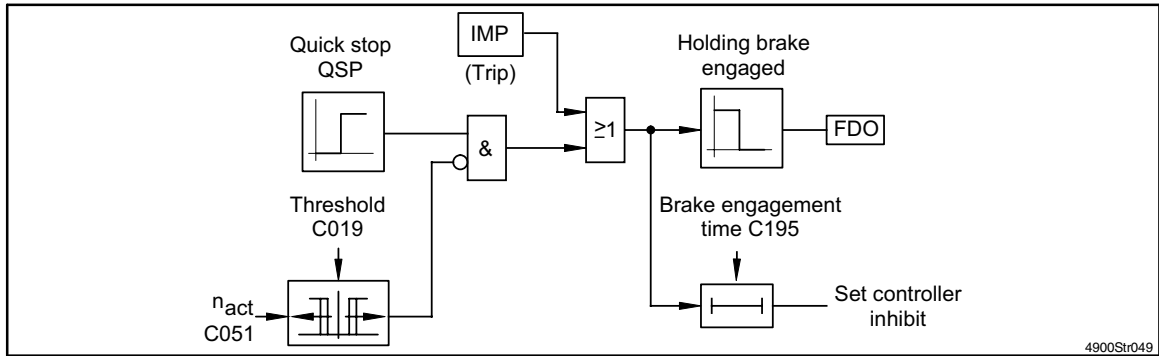 Quick stop
QSP
IMP
(Trip)
Holding brake
engaged
&
≥1
FDO
Threshold
C019
Brake engagement
time C195
nact
C051
Set controller
inhibit
4900Str049